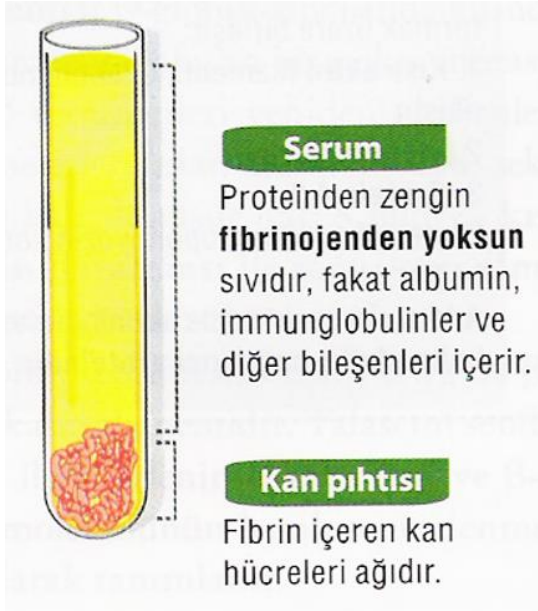 Serum
Proteinden zengin
fibrinojenden yoksun
sıvıdır, fakat albumin,
immunglobulinler ve
diğer bileşenleri içerir.
Kan pıhtısı
Fibrin içeren kan
hücreleri ağıdır.